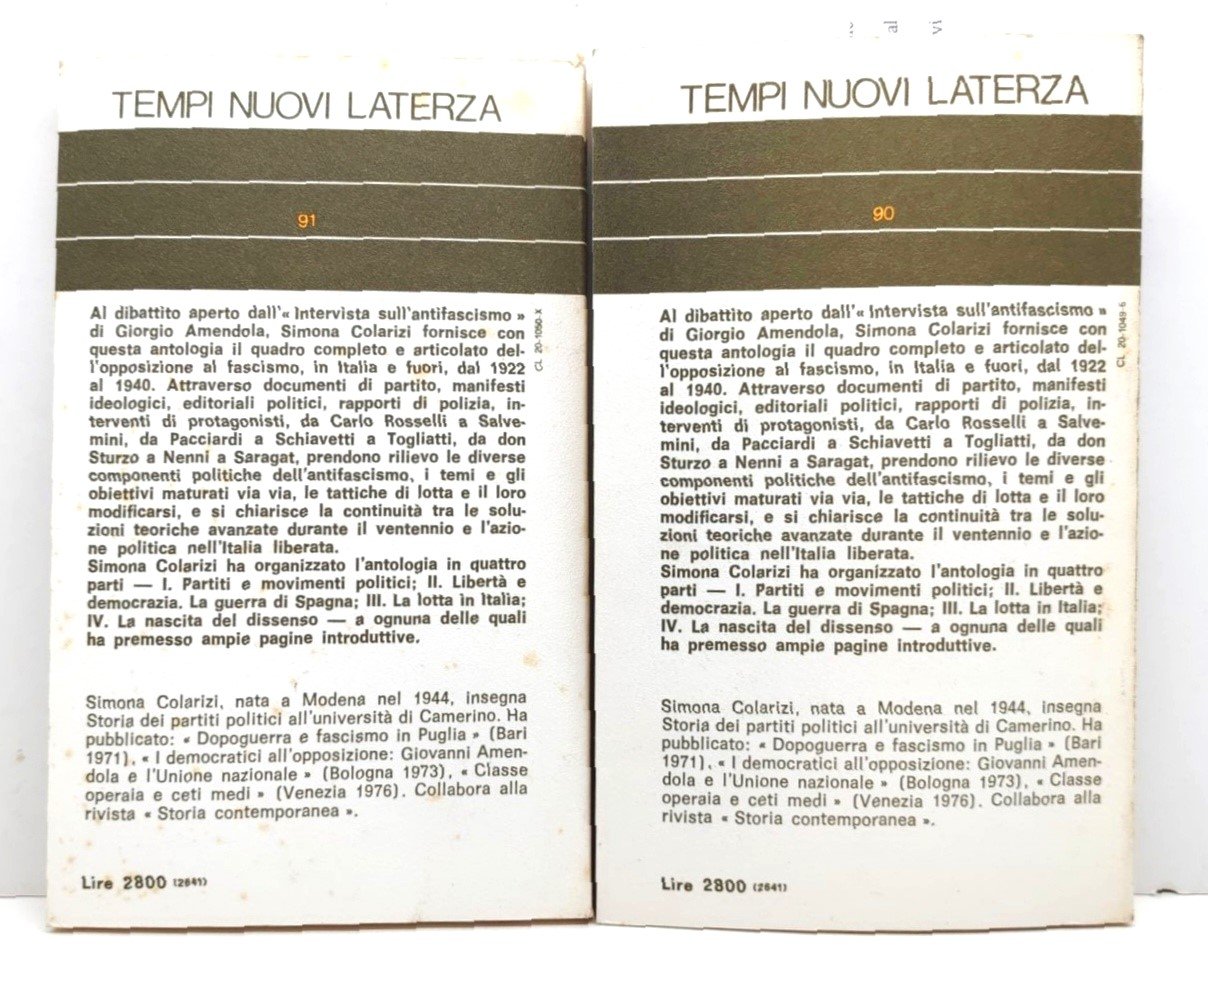 TEMPI NUOVI LATERZA
91
Al dibattito aperto dall'« Intervista sull'antifascismo »
di Giorgio Amendola, Simona Colarizi fornisce con
questa antologia il quadro completo e articolato del-
l'opposizione al fascismo, in Italia e fuori, dal 1922
al 1940. Attraverso documenti di partito, manifesti
ideologici, editoriali politici, rapporti di polizia, in-
terventi di protagonisti, da Carlo Rosselli a Salve-
mini, da Pacciardi a Schiavetti a Togliatti, da don
Sturzo a Nenni a Saragat, prendono rilievo le diverse
componenti politiche dell'antifascismo, i temi e gli
obiettivi maturati via via, le tattiche di lotta e il loro
modificarsi, e si chiarisce la continuità tra le solu-
zioni teoriche avanzate durante il ventennio e l'azio-
ne politica nell'Italia liberata.
Simona Colarizi ha organizzato l'antologia in quattro
parti — I. Partiti e movimenti politici; II. Libertà e
democrazia. La guerra di Spagna; III. La lotta in Italia;
IV. La nascita del dissenso — a ognuna delle quali
ha premesso ampie pagine introduttive.
CL 20-1050-X
Simona Colarizi, nata a Modena nel 1944, insegna
Storia dei partiti politici all'università di Camerino. Ha
pubblicato: « Dopoguerra e fascismo in Puglia » (Bari
1971), « I democratici all'opposizione: Giovanni Amen-
dola e l'Unione nazionale » (Bologna 1973), « Classe
operaia e ceti medi » (Venezia 1976). Collabora alla
rivista « Storia contemporanea ».
Lire 2800 (2641)
TEMPI NUOVI LATERZA
90
Al dibattito aperto dall'« Intervista sull'antifascismo »
di Giorgio Amendola, Simona Colarizi fornisce con
questa antologia il quadro completo e articolato del-
l'opposizione al fascismo, in Italia e fuori, dal 1922
al 1940. Attraverso documenti di partito, manifesti
ideologici, editoriali politici, rapporti di polizia, in-
terventi di protagonisti, da Carlo Rosselli a Salve-
mini, da Pacciardi a Schiavetti a Togliatti, da don
Sturzo a Nenni a Saragat, prendono rilievo le diverse
componenti politiche dell'antifascismo, i temi e gli
obiettivi maturati via via, le tattiche di lotta e il loro
modificarsi, e si chiarisce la continuità tra le solu-
zioni teoriche avanzate durante il ventennio e l'azio-
ne politica nell'Italia liberata.
Simona Colarizi ha organizzato l'antologia in quattro
parti — I. Partiti e movimenti politici; II. Libertà e
democrazia. La guerra di Spagna; III. La lotta in Italia;
IV. La nascita del dissenso — a ognuna delle quali
ha premesso ampie pagine introduttive.
CL 20-1049-6
Simona Colarizi, nata a Modena nel 1944, insegna
Storia dei partiti politici all'università di Camerino. Ha
pubblicato: « Dopoguerra e fascismo in Puglia » (Bari
1971), « I democratici all'opposizione: Giovanni Amen-
dola e l'Unione nazionale » (Bologna 1973), « Classe
operaia e ceti medi » (Venezia 1976). Collabora alla
rivista « Storia contemporanea ».
Lire 2800 (2641)